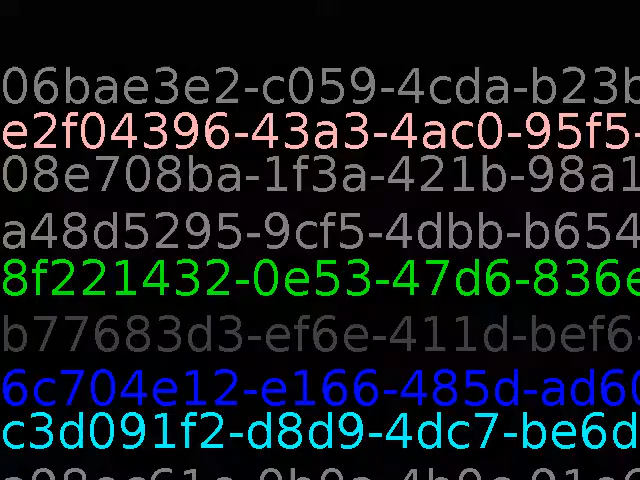 06bae3e2-c059-4cda-b23b
e2f04396-43a3-4ac0-95f5-
08e708ba-1f3a-421b-98a1
a48d5295-9cf5-4dbb-b654
8f221432-0e53-47d6-836e
b77683d3-ef6e-411d-bef6-
6c704e12-e166-485d-ad60
c3d091f2-d8d9-4dc7-be6d